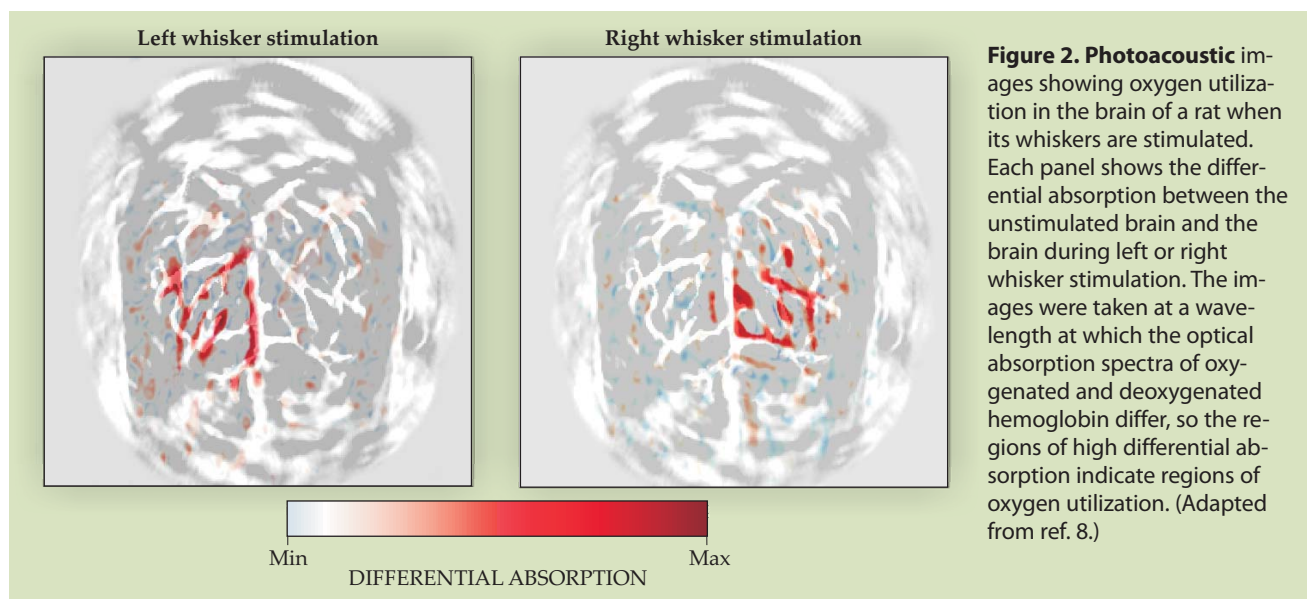 Left whisker stimulation
Right whisker stimulation
Figure 2. Photoacoustic im-
ages showing oxygen utiliza-
tion in the brain of a rat when
its whiskers are stimulated.
Each panel shows the differ-
ential absorption between the
unstimulated brain and the
brain during left or right
whisker stimulation. The im-
ages were taken at a wave-
length at which the optical
absorption spectra of oxy-
genated and deoxygenated
hemoglobin differ, so the re-
gions of high differential ab-
sorption indicate regions of
oxygen utilization. (Adapted
from ref. 8.)
Min
Max
DIFFERENTIAL ABSORPTION